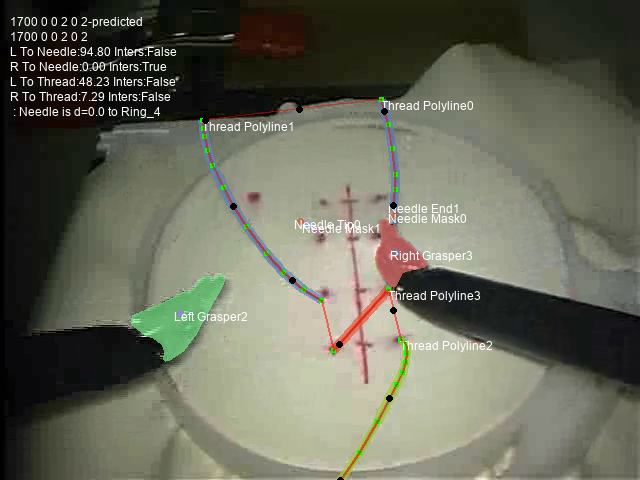 1700 0 0 2 0 2-predicted
1700 0 0 2 0 2
L To Needle:94.80 Inters:False
R To Needle:0.00 Inters:True
L To Thread:48.23 Inters:False
R To Thread:7.29 Inters:False
: Needle is d=0.0 to Ring_4
Thread Polyline0
Thread Polyline1
Needle End1
Needle Mask0
Needle Tip0
Needle Mask1
Right Grasper3
Thread Polyline3
Left Grasper2
Thread Polyline2